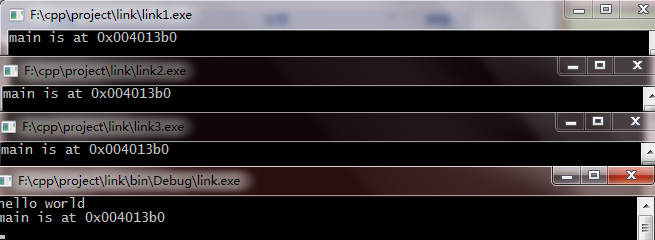 F:\cpp\project\link\link1.exe
main is at 0x004013b0
F:\cpp\project\link\link2.exe
main is at 0x004013b0
F:\cpp\project\link\link3.exe
main is at 0x004013b0
F:\cpp\project\link\bin\Debug\link.exe
hello world
main is at 0x004013b0